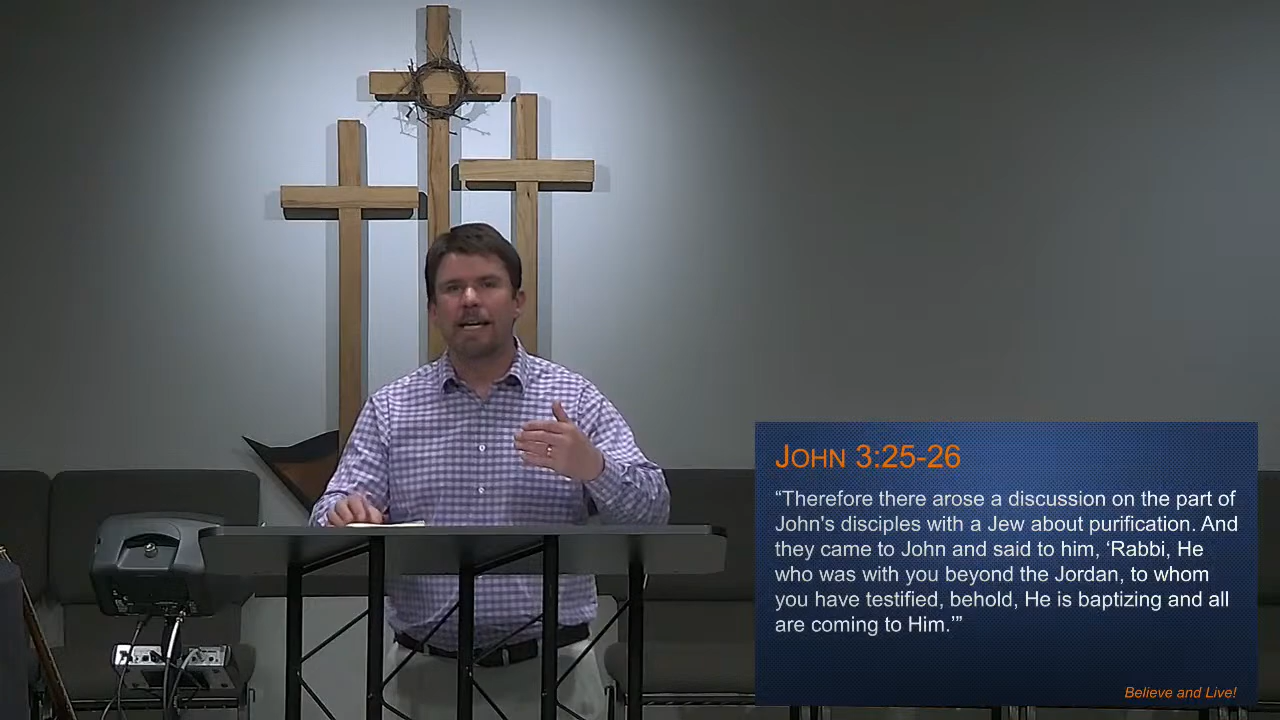 JOHN 3:25-26
“Therefore there arose a discussion on the part of
John's disciples with a Jew about purification. And
they came to John and said to him, ‘Rabbi, He
who was with you beyond the Jordan, to whom
you have testified, behold, He is baptizing and all
are coming to Him.’”
Believe and Live!